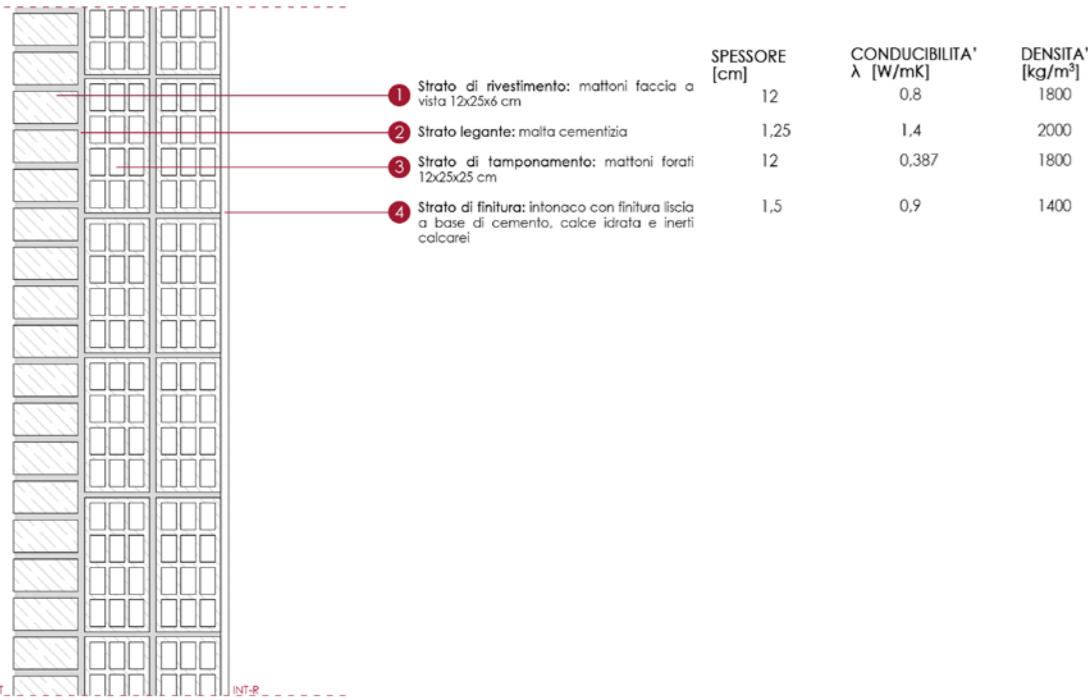 SPESSORE
[cm]
CONDUCIBILITA'
λ [W/mK]
DENSITA'
[kg/m³]
1 Strato di rivestimento: mattoni faccia a
vista 12x25x6 cm
12 0,8 1800
2 Strato legante: malta cementizia
1,25 1,4 2000
3 Strato di tamponamento: mattoni forati
12x25x25 cm
12 0,387 1800
4 Strato di finitura: intonaco con finitura liscia
a base di cemento, calce idrata e inerti
calcarei
1,5 0,9 1400
INT-R